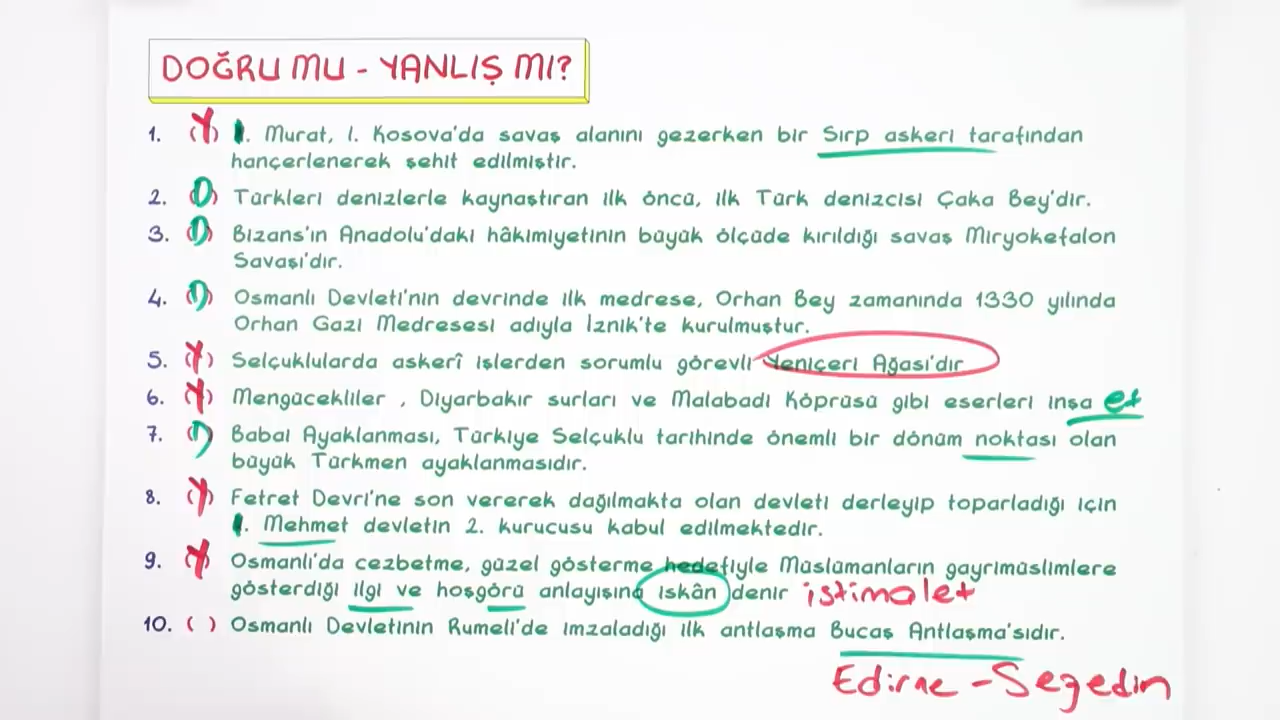 DOĞRU MU - YANLIŞ MI?
1. (Y) I. Murat, I. Kosova'da savaş alanını gezerken bir Sırp askeri tarafından
hançerlenerek şehit edilmiştir.
2. (D) Türkleri denizlerle kaynaştıran ilk öncü, ilk Türk denizcisi Çaka Bey'dir.
3. (D) Bizans'ın Anadolu'daki hâkimiyetinin büyük ölçüde kırıldığı savaş Miryokefalon
Savaşı'dır.
4. (D) Osmanlı Devleti'nin devrinde ilk medrese, Orhan Bey zamanında 1330 yılında
Orhan Gazi Medresesi adıyla İznik'te kurulmuştur.
5. (Y) Selçuklularda askerî işlerden sorumlu görevli Yeniçeri Ağası'dır
6. (Y) Mengücekliler , Diyarbakır surları ve Malabadi Köprüsü gibi eserleri inşa et
7. (D) Babai Ayaklanması, Türkiye Selçuklu tarihinde önemli bir dönüm noktası olan
büyük Türkmen ayaklanmasıdır.
8. (Y) Fetret Devri'ne son vererek dağılmakta olan devleti derleyip toparladığı için
I. Mehmet devletin 2. kurucusu kabul edilmektedir.
9. (Y) Osmanlı'da cezbetme, güzel gösterme hedefiyle Müslümanların gayrimüslimlere
gösterdiği ilgi ve hoşgörü anlayışına iskân denir istimalet
10. ( ) Osmanlı Devletinin Rumeli'de imzaladığı ilk antlaşma Bucaş Antlaşma'sıdır.
Edirne - Segedin